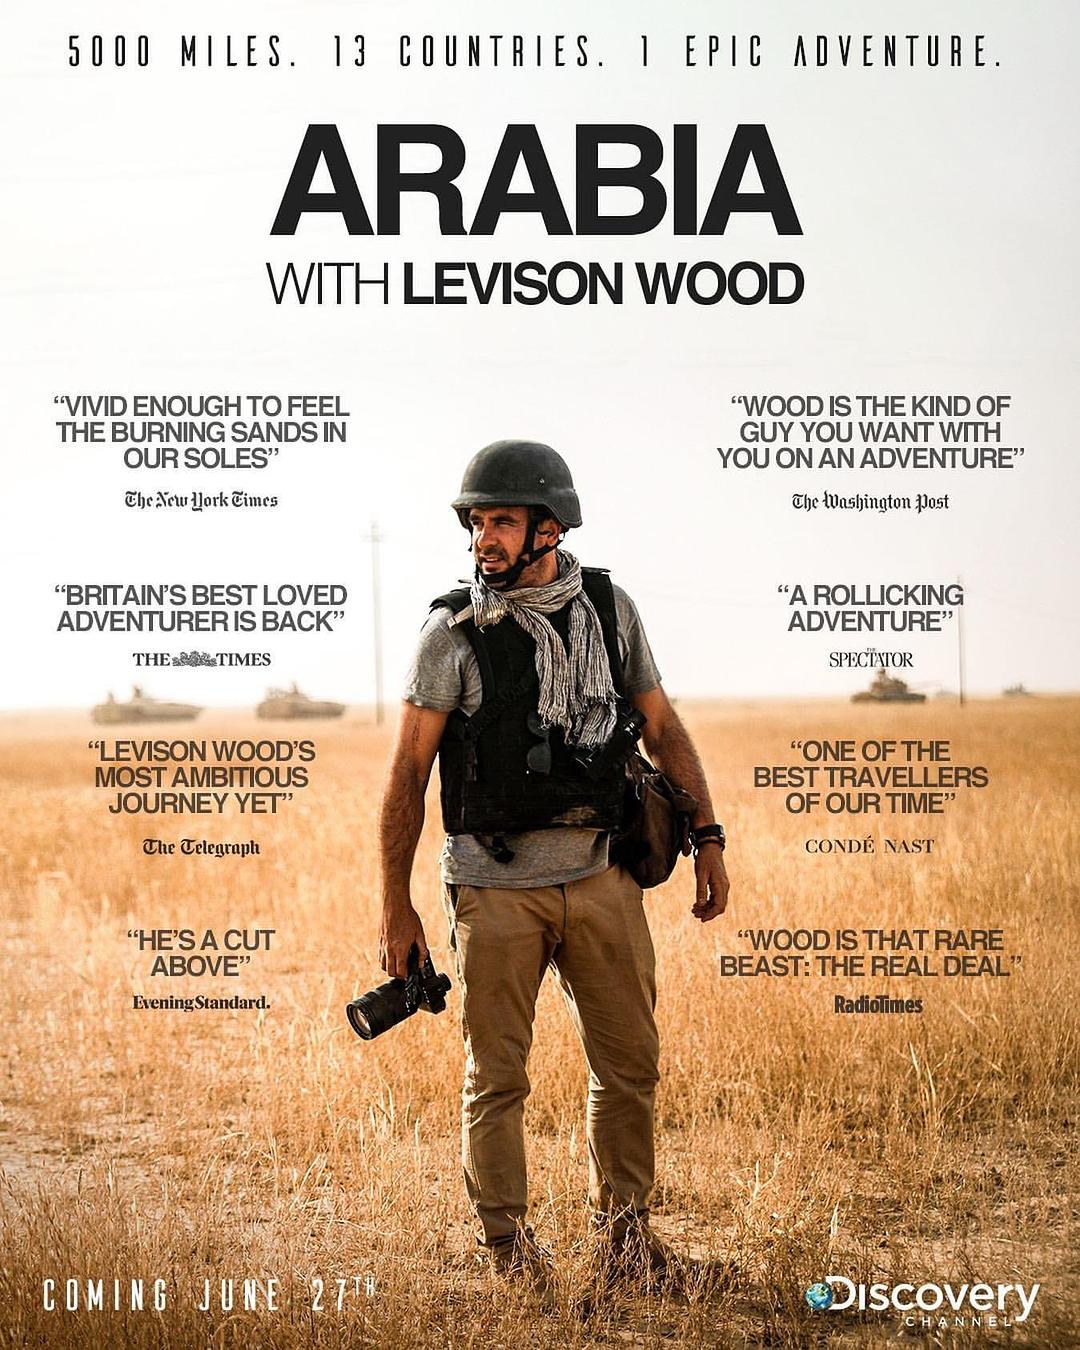 5000 MILES. 13 COUNTRIES. 1 EPIC ADVENTURE.
ARABIA
WITH LEVISON WOOD
“VIVID ENOUGH TO FEEL
THE BURNING SANDS IN
OUR SOLES”
The New York Times
“WOOD IS THE KIND OF
GUY YOU WANT WITH
YOU ON AN ADVENTURE”
The Washington Post
“BRITAIN’S BEST LOVED
ADVENTURER IS BACK”
THE TIMES
“A ROLLICKING
ADVENTURE”
THE
SPECTATOR
“LEVISON WOOD’S
MOST AMBITIOUS
JOURNEY YET”
The Telegraph
“ONE OF THE
BEST TRAVELLERS
OF OUR TIME”
CONDÉ NAST
“HE’S A CUT
ABOVE”
Evening Standard.
“WOOD IS THAT RARE
BEAST: THE REAL DEAL”
RadioTimes
COMING JUNE 27TH
Discovery
CHANNEL